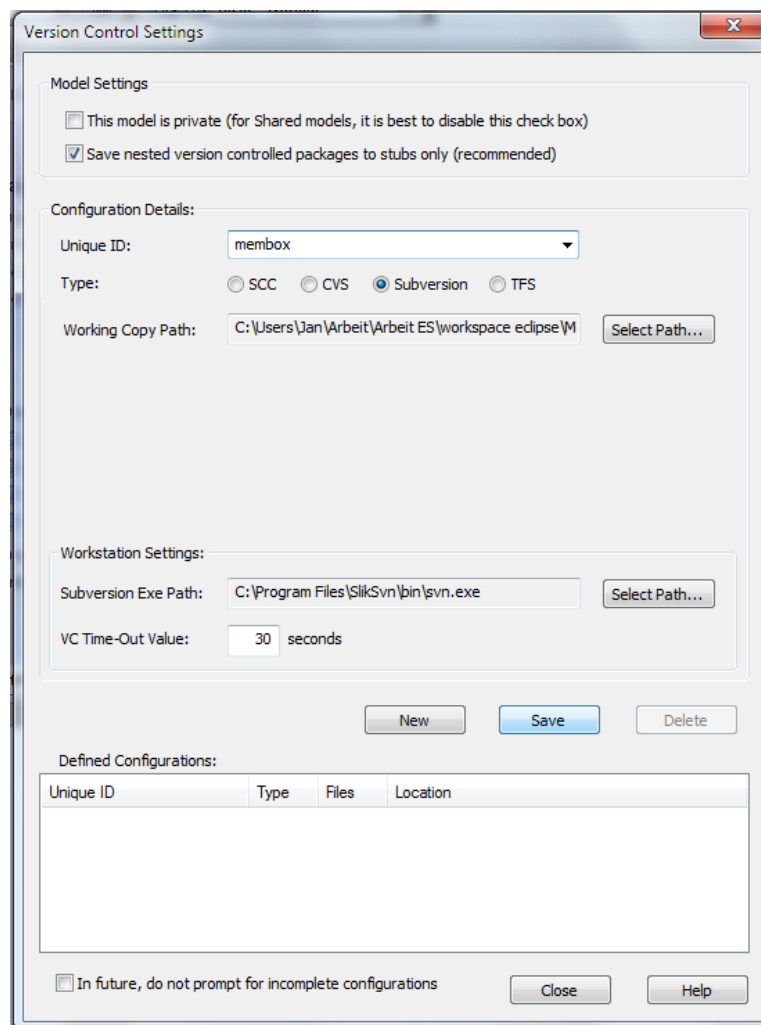 Version Control Settings
Model Settings
This model is private (for Shared models, it is best to disable this check box)
Save nested version controlled packages to stubs only (recommended)
Configuration Details:
Unique ID: membox
Type: SCC CVS Subversion TFS
Working Copy Path: C:\Users\Jan\Arbeit\Arbeit ES\workspace eclipse\M Select Path...
Workstation Settings:
Subversion Exe Path: C:\Program Files\SlikSvn\bin\svn.exe Select Path...
VC Time-Out Value: 30 seconds
New Save Delete
Defined Configurations:
Unique ID Type Files Location
In future, do not prompt for incomplete configurations Close Help